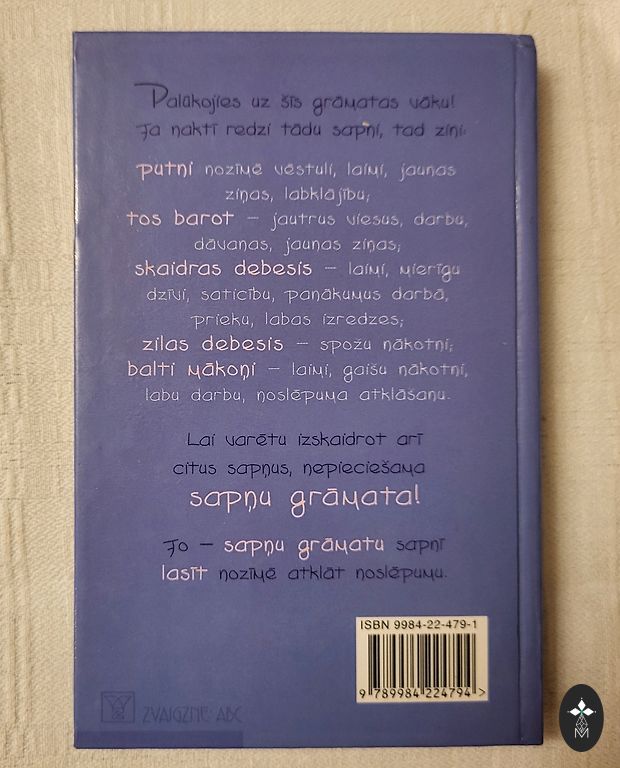 Palūkojies uz šīs grāmatas vāku!
Ja naktī redzi tādu sapni, tad zini:
putni nozīmē vēstuli, laimi, jaunas
ziņas, labklājību;
tos barot – jautrus viesus, darbu,
dāvanas, jaunas ziņas;
skaidras debesis – laimi, mierīgu
dzīvi, saticību, panākumus darbā,
prieku, labas izredzes;
zilas debesis – spožu nākotni;
balti mākoņi – laimi, gaišu nākotni,
labu darbu, noslēpuma atklāšanu.
Lai varētu izskaidrot arī
citus sapņus, nepieciešama
sapņu grāmata!
Jo – sapņu grāmatu sapnī
lasīt nozīmē atklāt noslēpumu.
ISBN 9984-22-479-1
9 789984 224794 >
ZVAIGZNE ABC
M